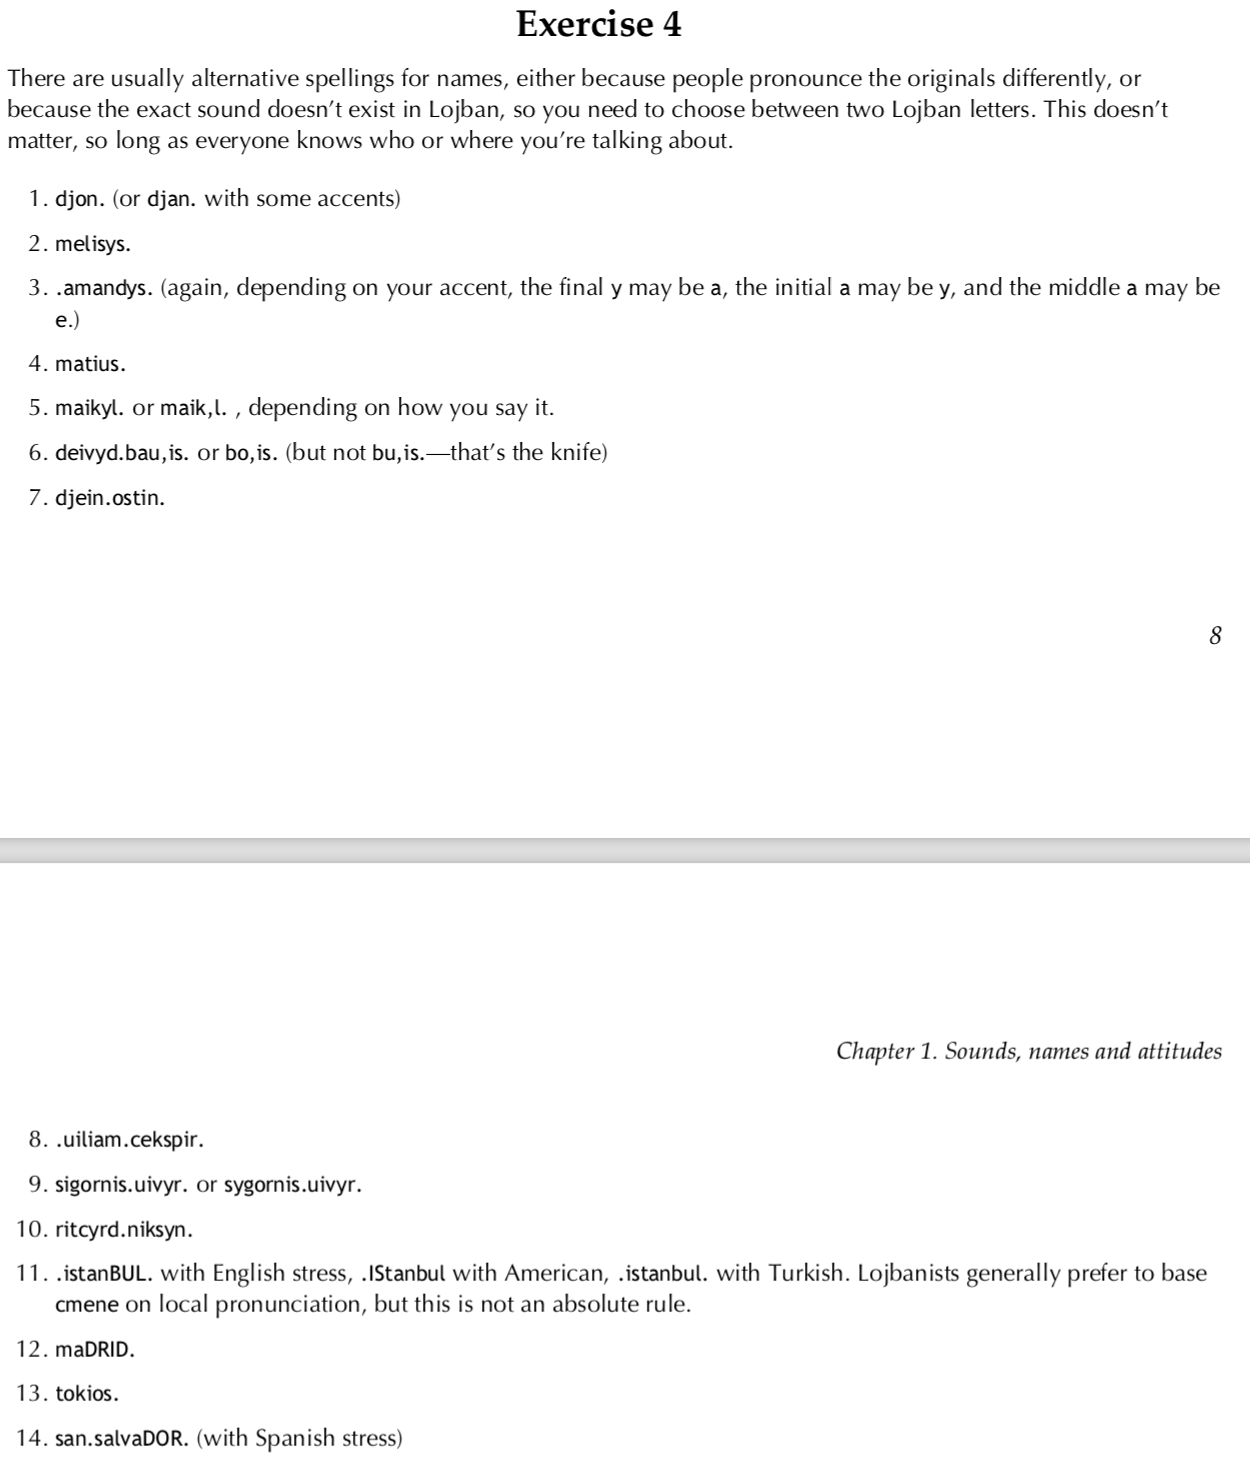 Exercise 4
There are usually alternative spellings for names, either because people pronounce the originals differently, or
because the exact sound doesn't exist in Lojban, so you need to choose between two Lojban letters. This doesn't
matter, so long as everyone knows who or where you're talking about.
1. djon. (or djan. with some accents)
2. melisys.
3. .amandys. (again, depending on your accent, the final y may be a, the initial a may be y, and the middle a may be
e.)
4. matius.
5. maikyl. or maik,l. , depending on how you say it.
6. deivyd.bau,is. or bo,is. (but not bu,is.—that's the knife)
7. djein.ostin.
8
Chapter 1. Sounds, names and attitudes
8. .uiliam.cekspir.
9. sigornis.uivyr. or sygornis.uivyr.
10. ritcyrd.niksyn.
11. .istanBUL. with English stress, .IStanbul with American, .istanbul. with Turkish. Lojbanists generally prefer to base
cmene on local pronunciation, but this is not an absolute rule.
12. maDRID.
13. tokios.
14. san.salvaDOR. (with Spanish stress)